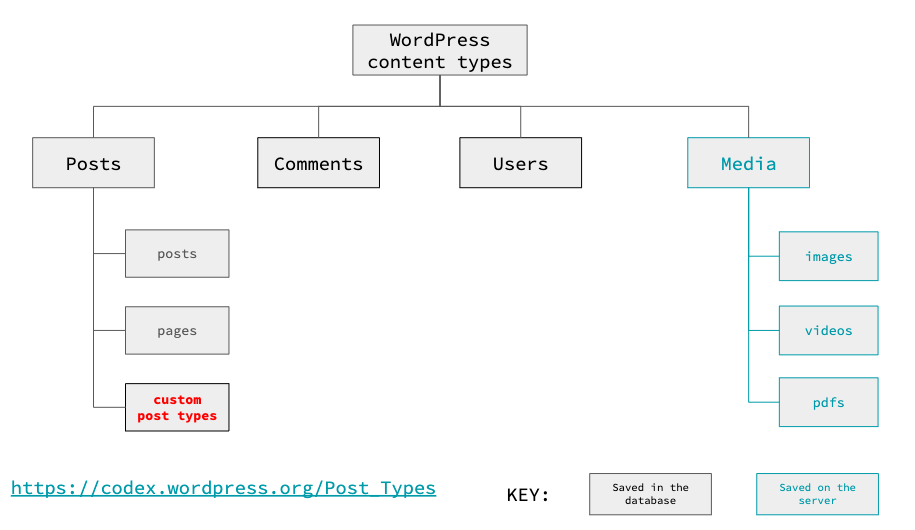 WordPress
content types
Posts
Comments
Users
Media
posts
pages
custom
post types
images
videos
pdfs
https://codex.wordpress.org/Post_Types
KEY:
Saved in the
database
Saved on the
server